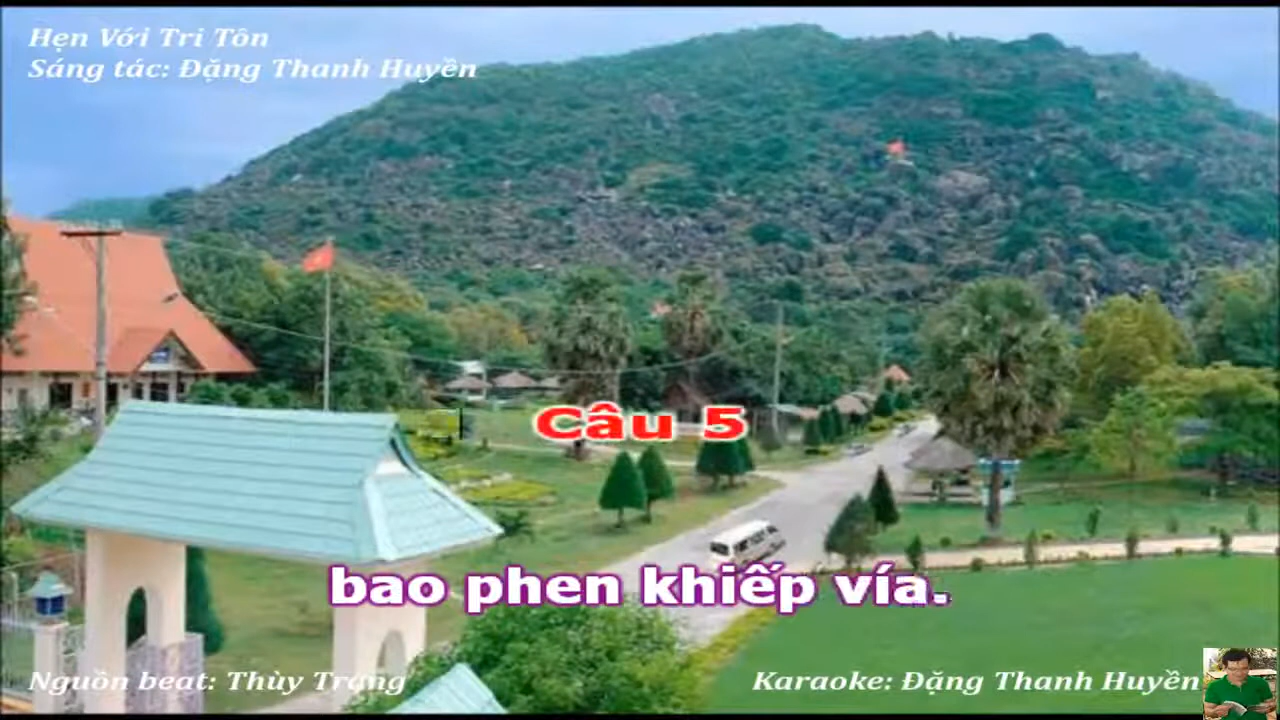 Hẹn Với Tri Tôn
Sáng tác: Đặng Thanh Huyền
Câu 5
bao phen khiếp vía.
Nguồn beat: Thùy Trang
Karaoke: Đặng Thanh Huyền